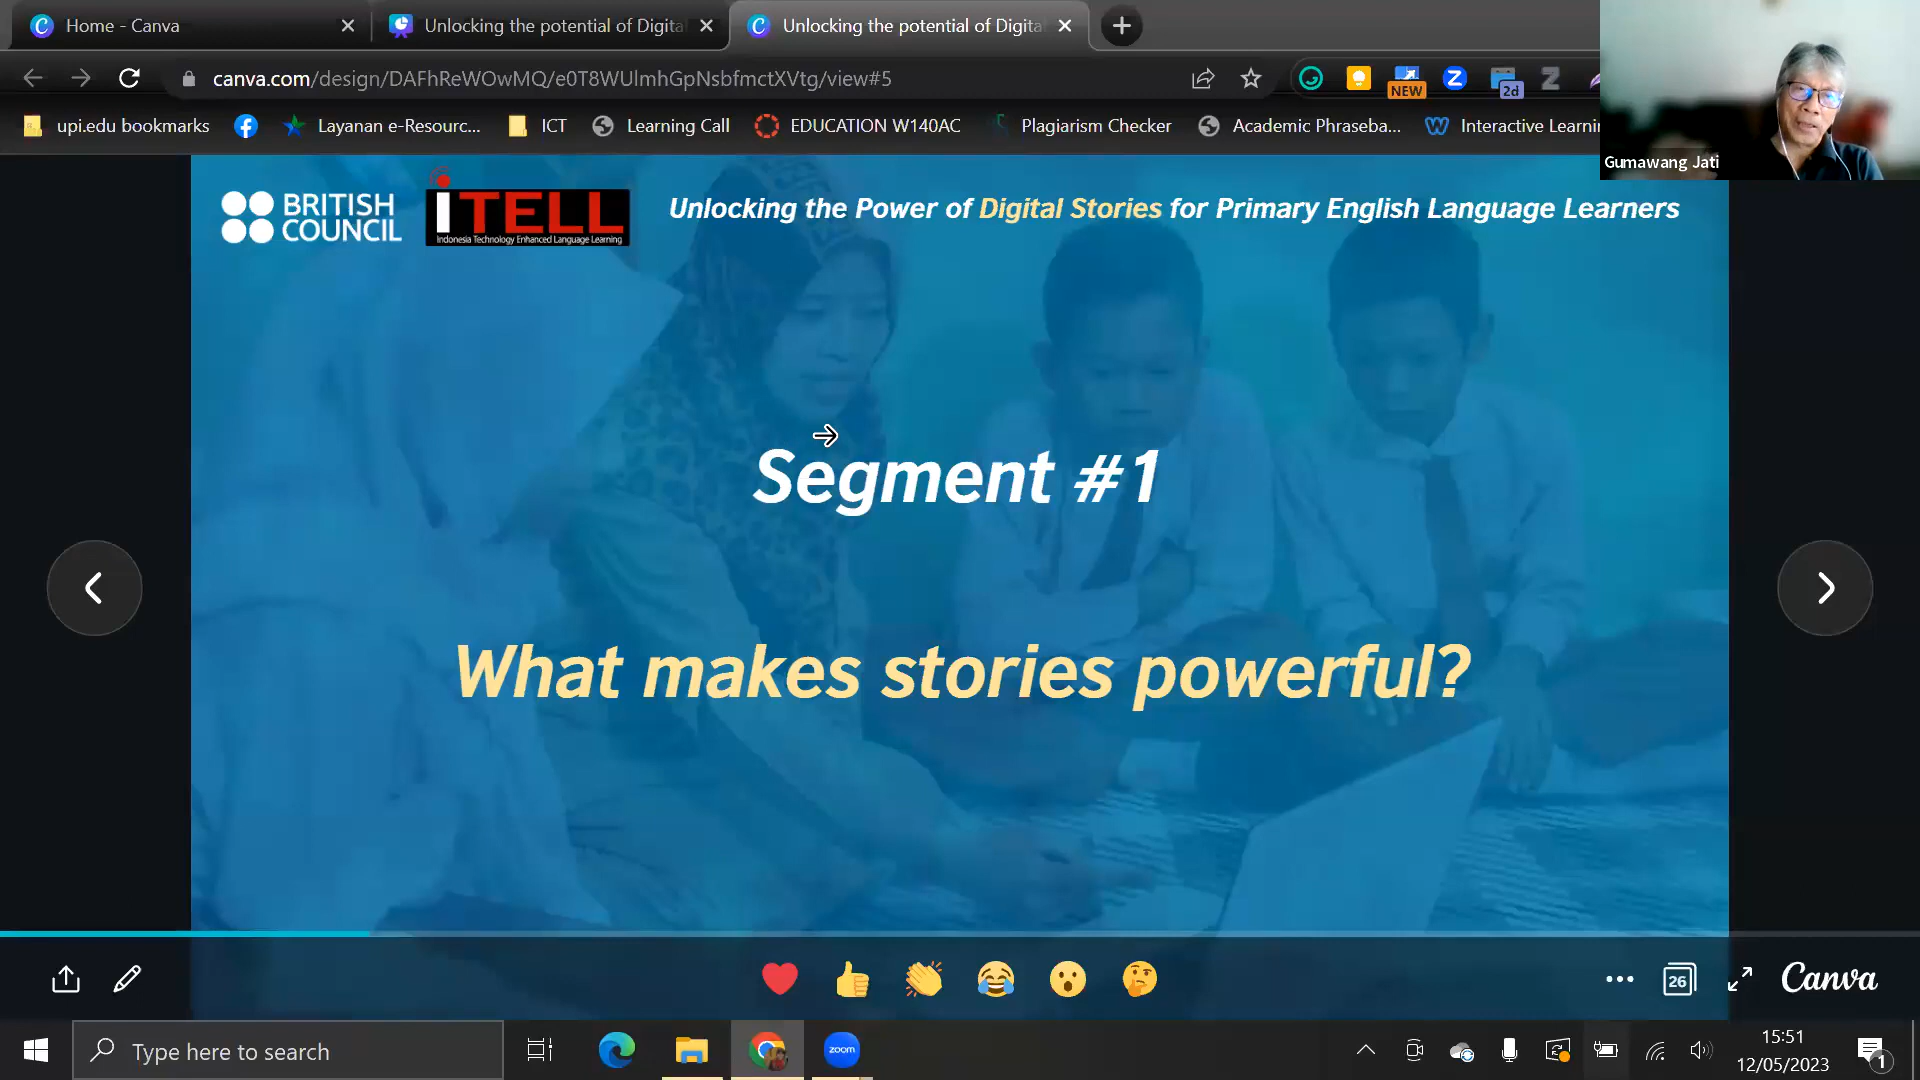 Home - Canva
Unlocking the potential of Digita
Unlocking the potential of Digita
canva.com/design/DAFhReWOwMQ/e0T8WUlmhGpNsbfmctXVtg/view#5
NEW
2d
upi.edu bookmarks
Layanan e-Resourc...
ICT
Learning Call
EDUCATION W140AC
Plagiarism Checker
Academic Phraseba...
Interactive Learni
Gumawang Jati
BRITISH COUNCIL
iTELL
Indonesia Technology Enhanced Language Learning
Unlocking the Power of Digital Stories for Primary English Language Learners
Segment #1
What makes stories powerful?
26
Canva
Type here to search
zoom
15:51
12/05/2023
1